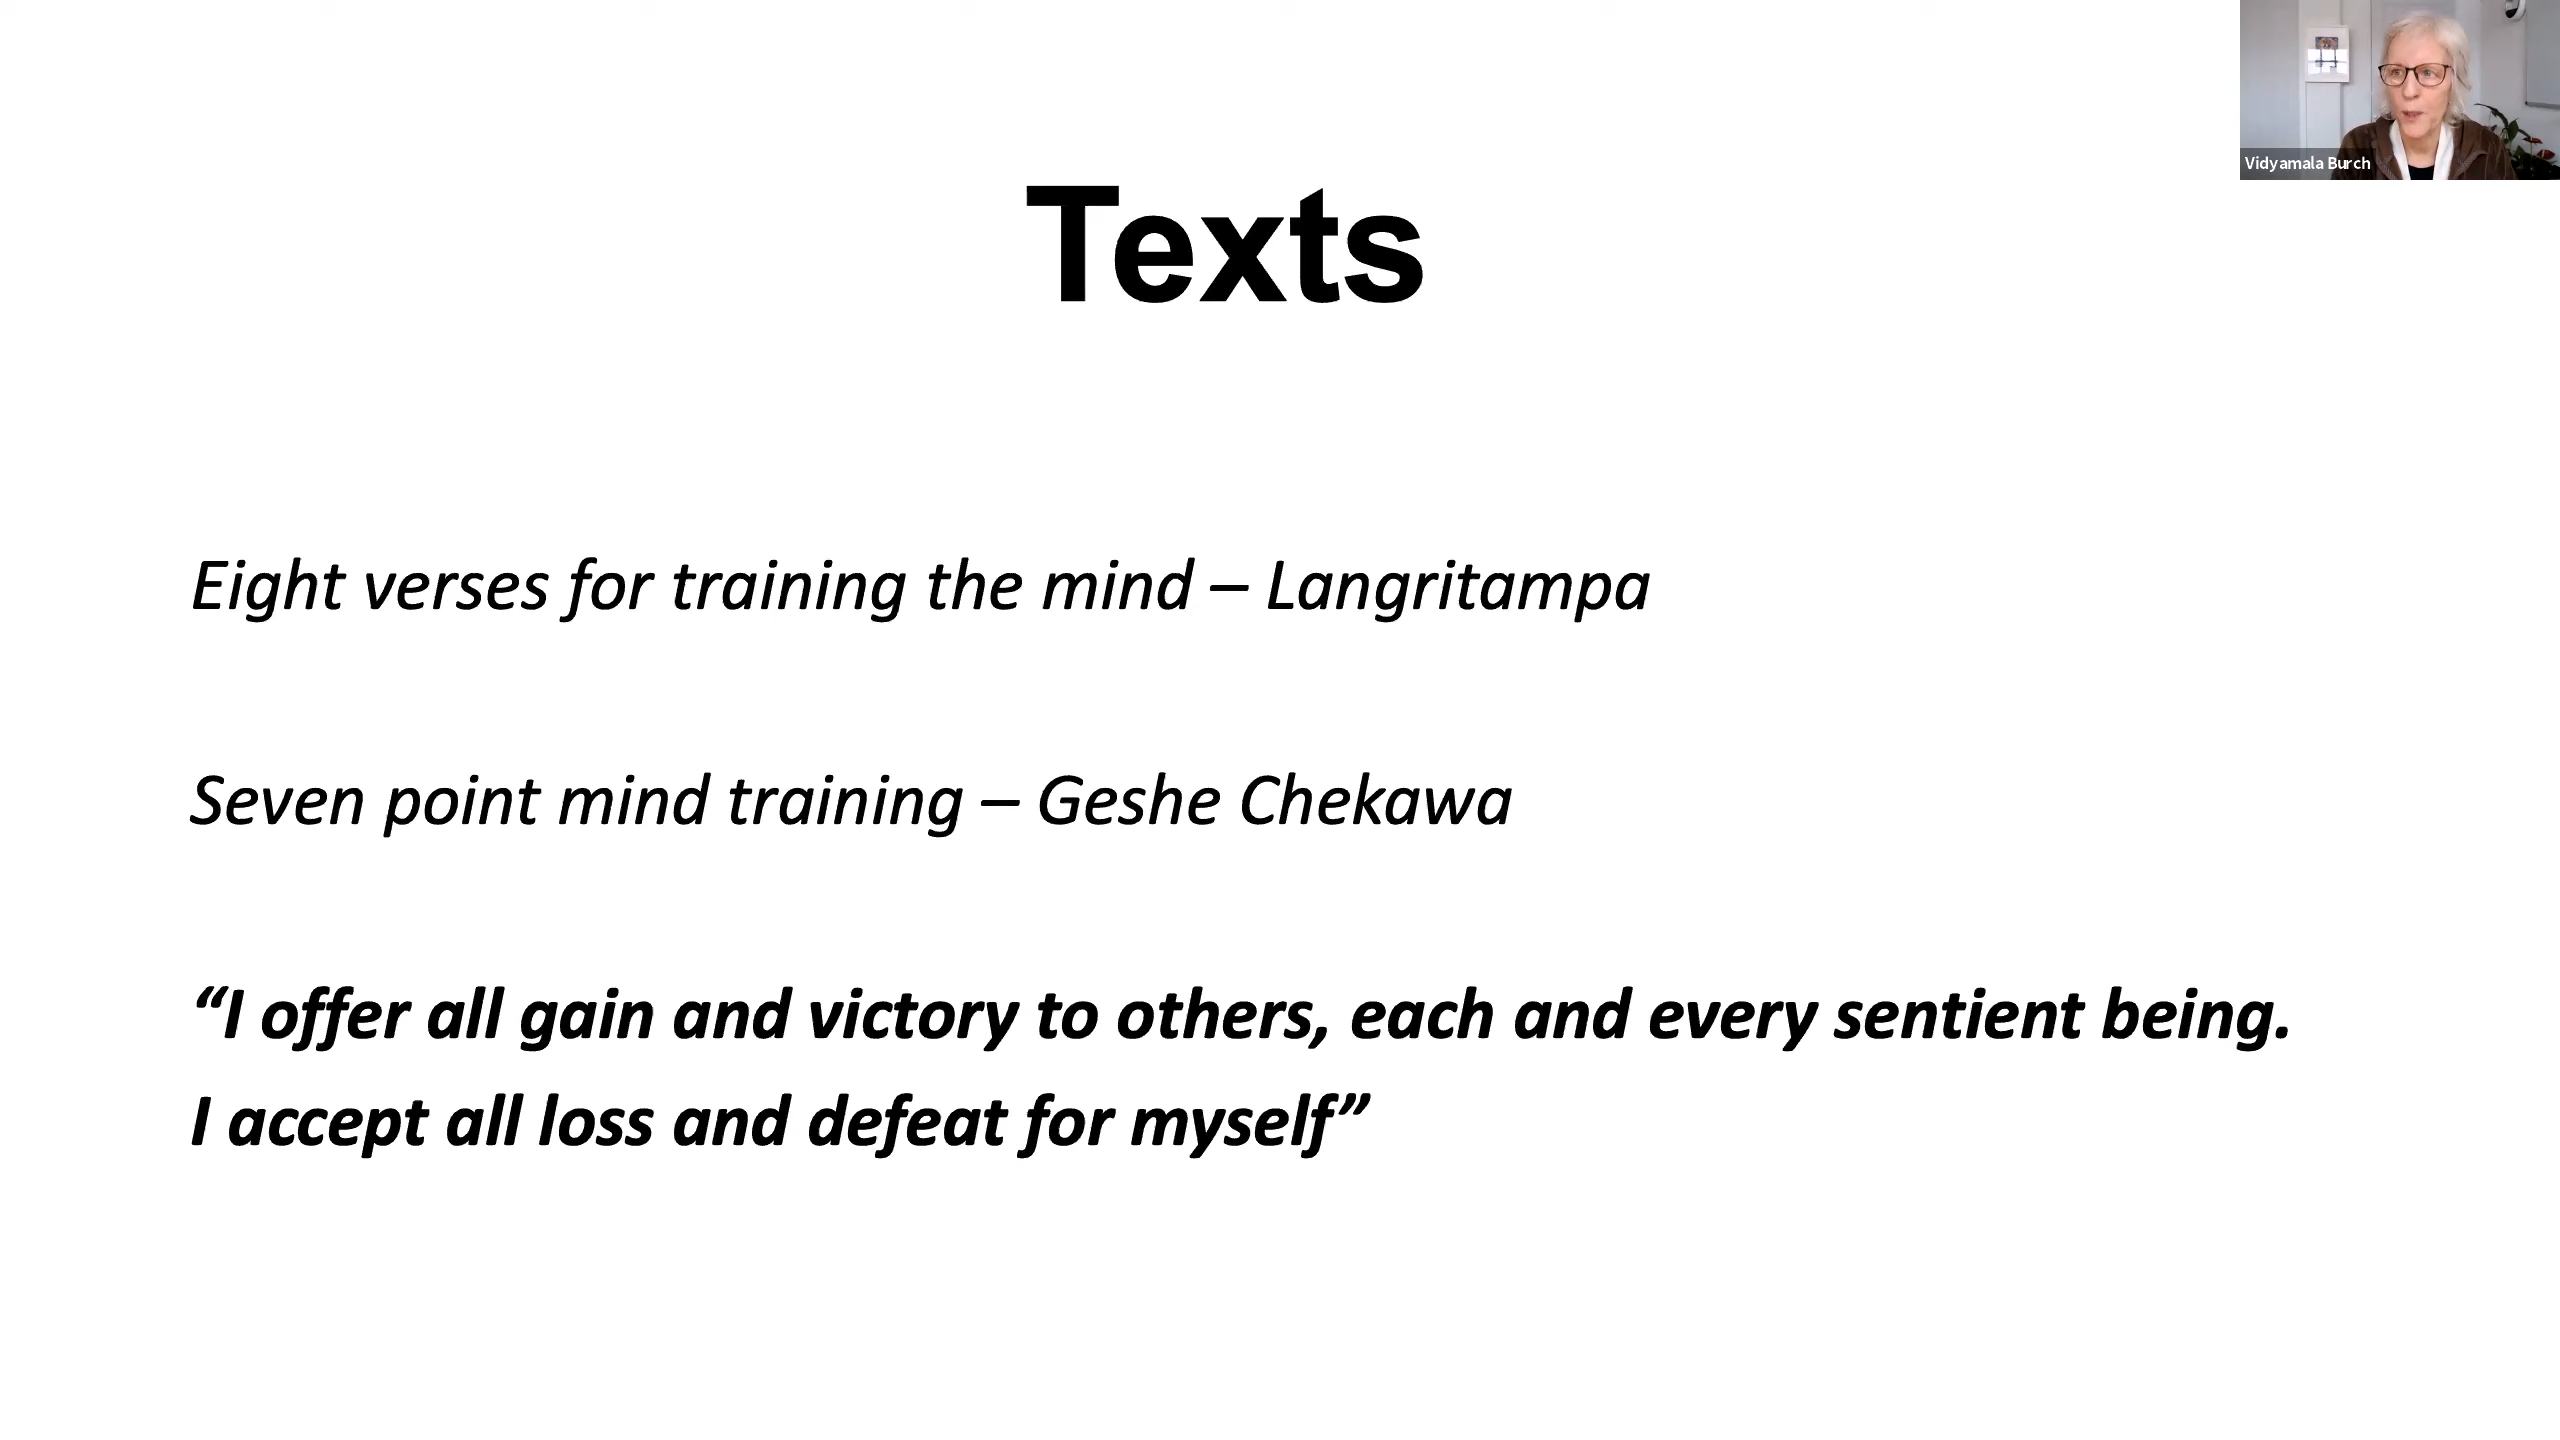 Vidyamala Burch
Texts
Eight verses for training the mind – Langritampa
Seven point mind training – Geshe Chekawa
“I offer all gain and victory to others, each and every sentient being.
I accept all loss and defeat for myself”